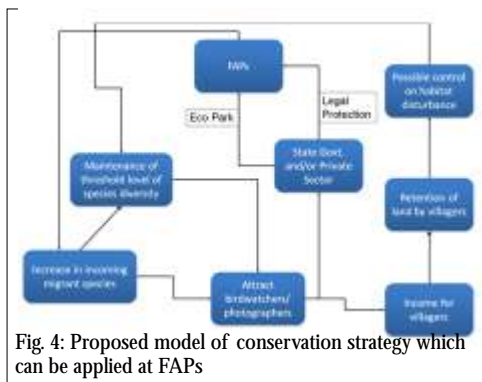 FAPs
Possible control
on habitat
disturbance
Legal
Protection
Eco Park
State Govt.
and/or Private
Sector
Maintenance of
threshold level of
species diversity
Retention of
land by villagers
Increase in incoming
migrant species
Attract
birdwatchers/
photographers
Income for
villagers
Fig. 4: Proposed model of conservation strategy which
can be applied at FAPs